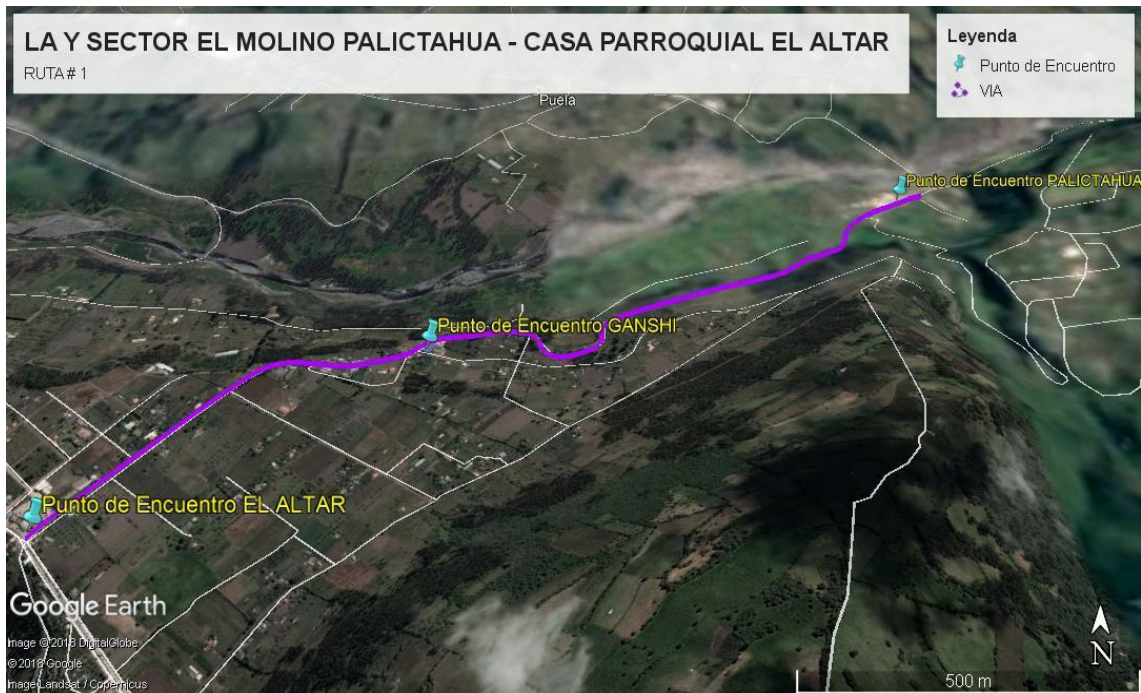 LA Y SECTOR EL MOLINO PALICTAHUA - CASA PARROQUIAL EL ALTAR
RUTA# 1
Leyenda
Punto de Encuentro
VIA
Puela
Punto de Encuentro PALICTAHUA
Punto de Encuentro GANSHI
Punto de Encuentro EL ALTAR
Google Earth
Image © 2018 DigitalGlobe
© 2018 Google
Image Landsat / Copernicus
N
500 m